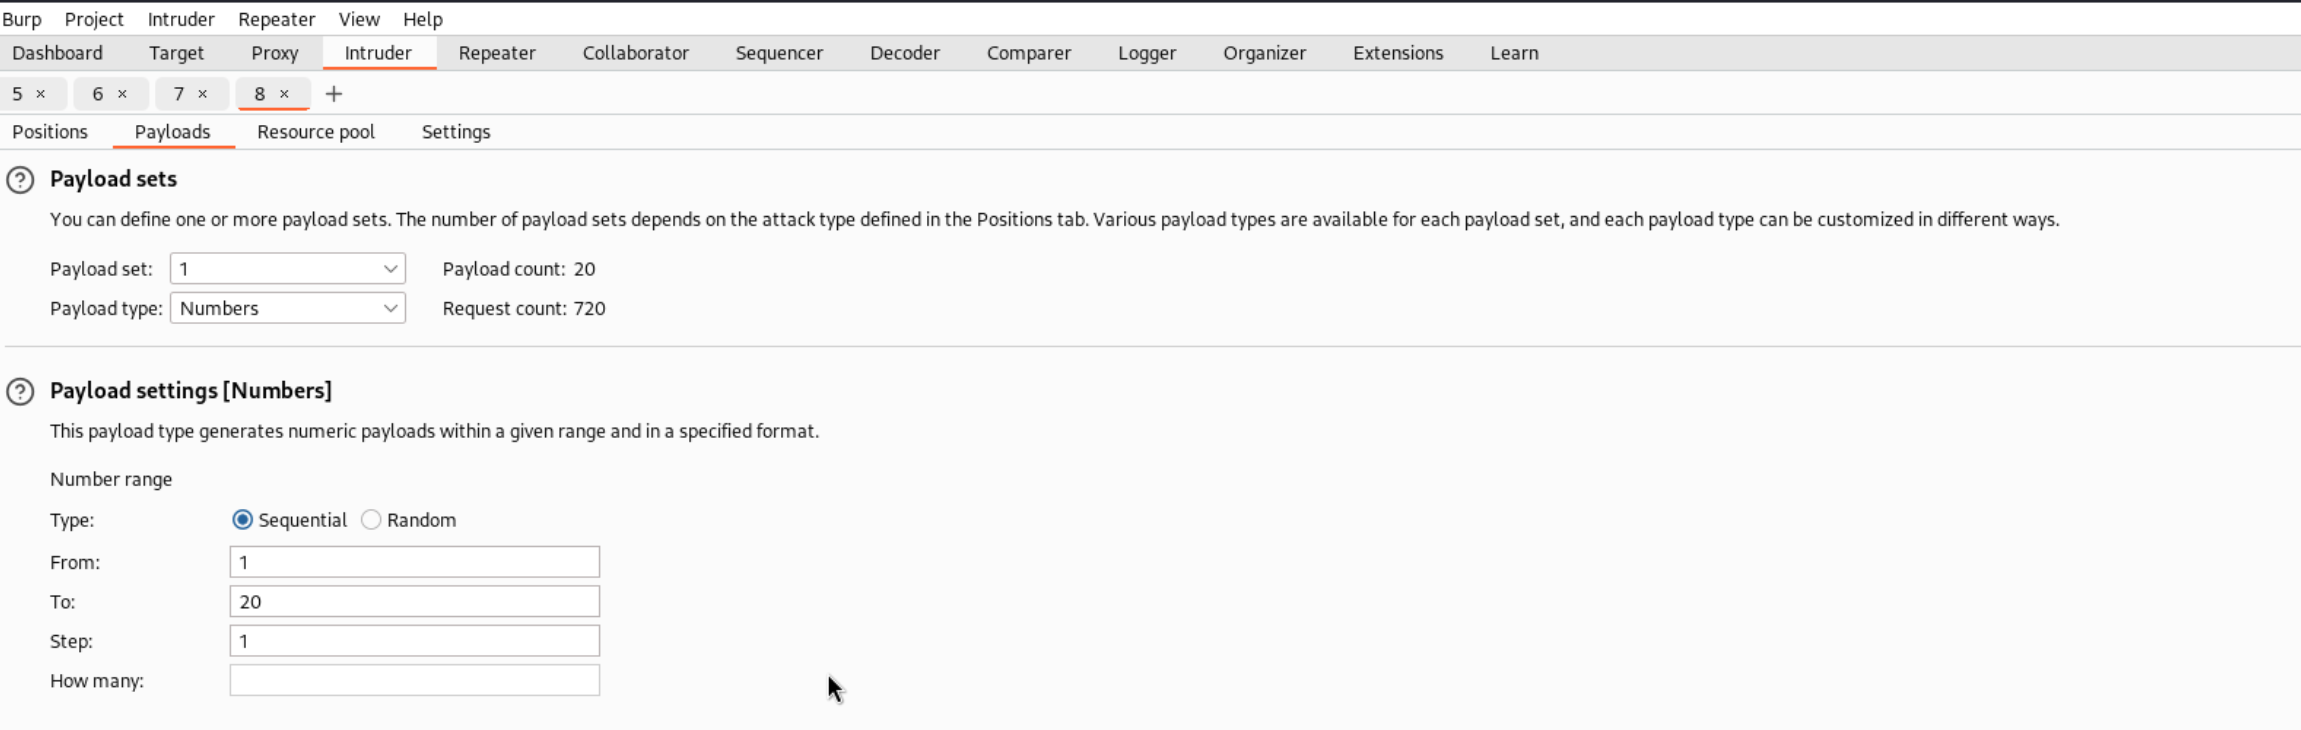 Burp Project Intruder Repeater View Help
Dashboard Target Proxy Intruder Repeater Collaborator Sequencer Decoder Comparer Logger Organizer Extensions Learn
5 × 6 × 7 × 8 × +
Positions Payloads Resource pool Settings
? Payload sets
You can define one or more payload sets. The number of payload sets depends on the attack type defined in the Positions tab. Various payload types are available for each payload set, and each payload type can be customized in different ways.
Payload set: 1 Payload count: 20
Payload type: Numbers Request count: 720
? Payload settings [Numbers]
This payload type generates numeric payloads within a given range and in a specified format.
Number range
Type: Sequential Random
From: 1
To: 20
Step: 1
How many: